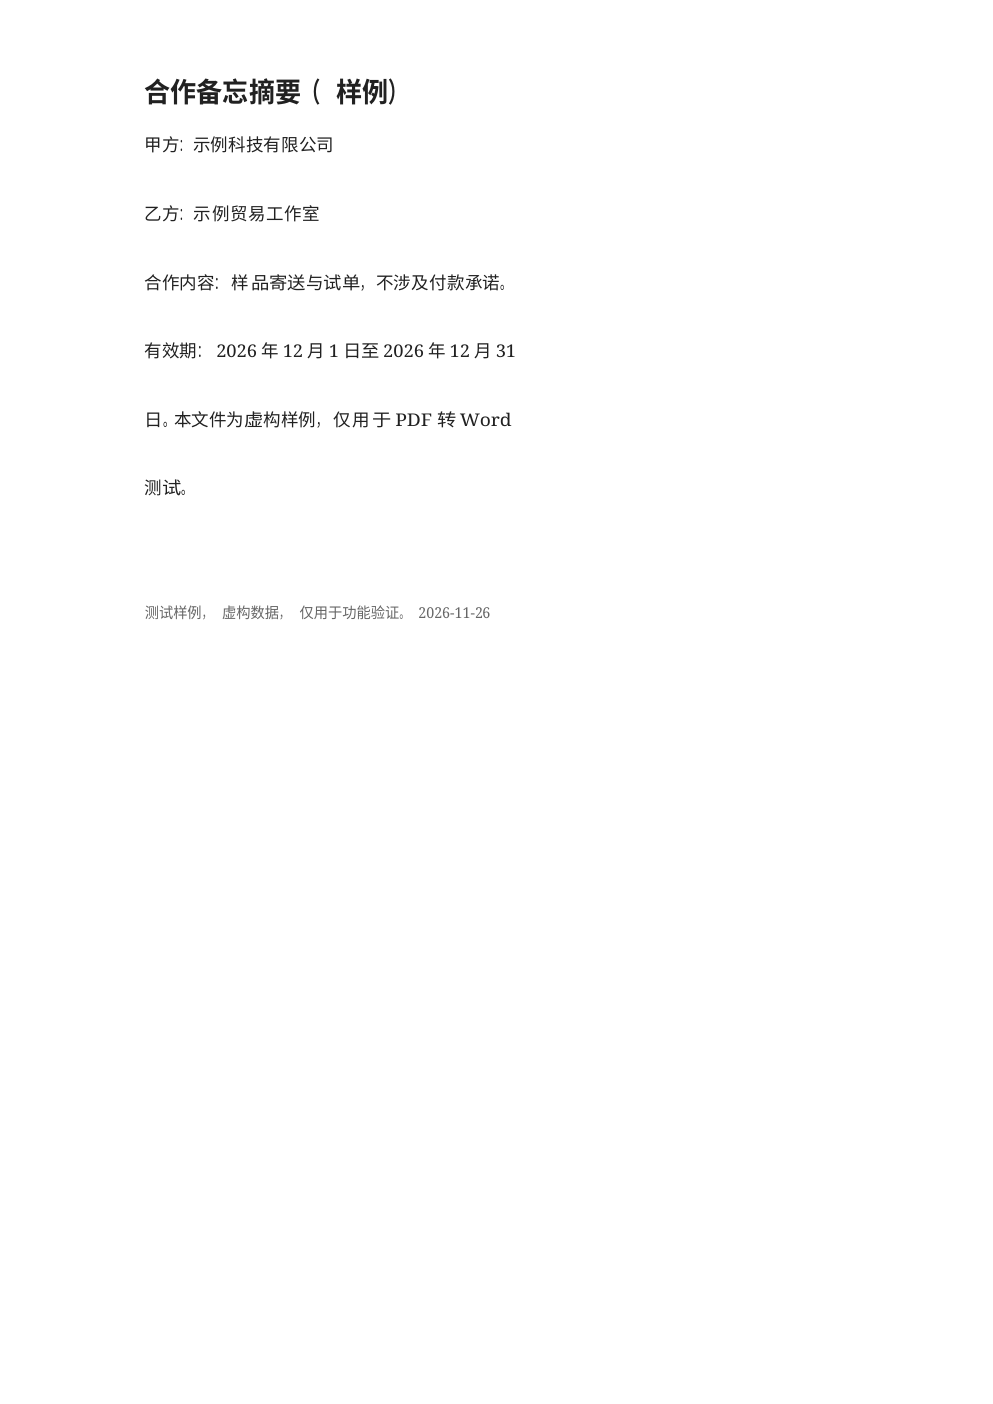 合作备忘摘要（样例）
甲方：示例科技有限公司
乙方：示例贸易工作室
合作内容：样品寄送与试单，不涉及付款承诺。
有效期：2026 年 12 月 1 日至 2026 年 12 月 31
日。本文件为虚构样例，仅用于 PDF 转 Word
测试。
测试样例，虚构数据，仅用于功能验证。2026-11-26